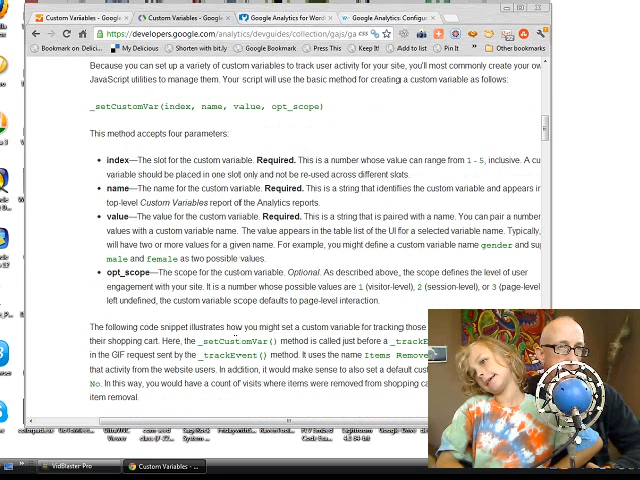 Custom Variables - Google
Custom Variables - Googl
Google Analytics for Word
Google Analytics Configu
https://developers.google.com/analytics/devguides/collection/gajs/ga
Bookmark on Delici...
My Delicious
Shorten with bit.ly
Google Bookmark
Press This
Keep It!
Add to list
Pin It
Other bookmarks
Because you can set up a variety of custom variables to track user activity for your site, you'll most commonly create your ow
JavaScript utilities to manage them. Your script will use the basic method for creating a custom variable as follows:
_setCustomVar(index, name, value, opt_scope)
This method accepts four parameters:
index—The slot for the custom variable. Required. This is a number whose value can range from 1 - 5, inclusive. A cu
variable should be placed in one slot only and not be re-used across different slots.
name—The name for the custom variable. Required. This is a string that identifies the custom variable and appears in
top-level Custom Variables report of the Analytics reports.
value—The value for the custom variable. Required. This is a string that is paired with a name. You can pair a number
values with a custom variable name. The value appears in the table list of the UI for a selected variable name. Typically,
will have two or more values for a given name. For example, you might define a custom variable name gender and sup
male and female as two possible values.
opt_scope—The scope for the custom variable. Optional. As described above, the scope defines the level of user
engagement with your site. It is a number whose possible values are 1 (visitor-level), 2 (session-level), or 3 (page-level
left undefined, the custom variable scope defaults to page-level interaction.
The following code snippet illustrates how you might set a custom variable for tracking those
their shopping cart. Here, the _setCustomVar() method is called just before a _trackE
in the GIF request sent by the _trackEvent() method. It uses the name Items Remove
that activity from the website users. In addition, it would make sense to also set a default cust
No. In this way, you would have a count of visits where items were removed from shopping ca
item removal.
UltraVNC Viewer
FCV Embed Code
Lightroom 4.1 64-bit
Google Drive
VidBlaster Pro
Custom Variables - ...